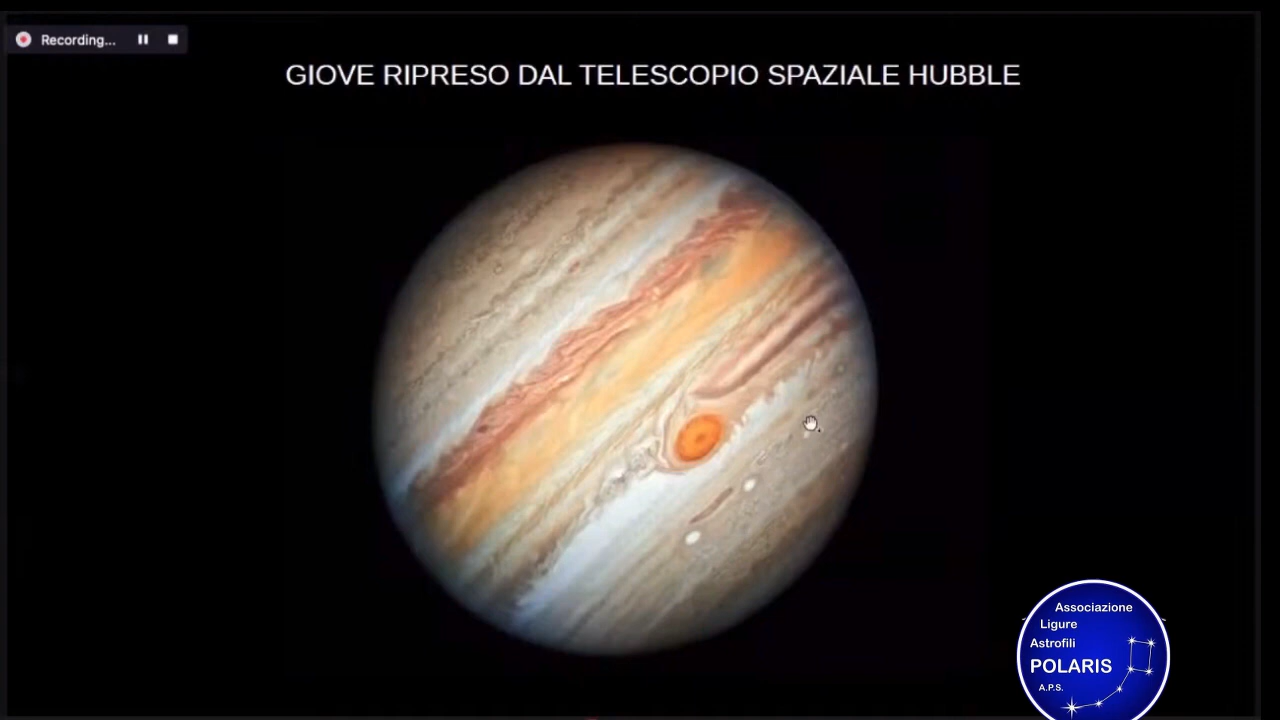 Recording...
GIOVE RIPRESO DAL TELESCOPIO SPAZIALE HUBBLE
Associazione
Ligure
Astrofili
POLARIS
A.P.S.